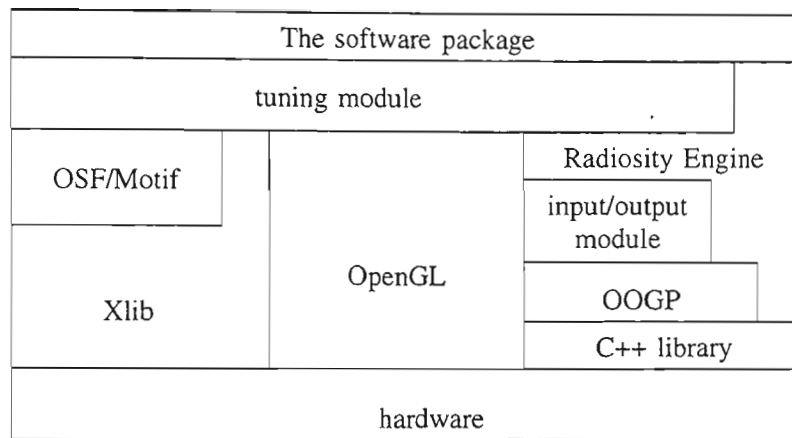 The software package
tuning module
OSF/Motif
Xlib
OpenGL
Radiosity Engine
input/output
module
OOGP
C++ library
hardware